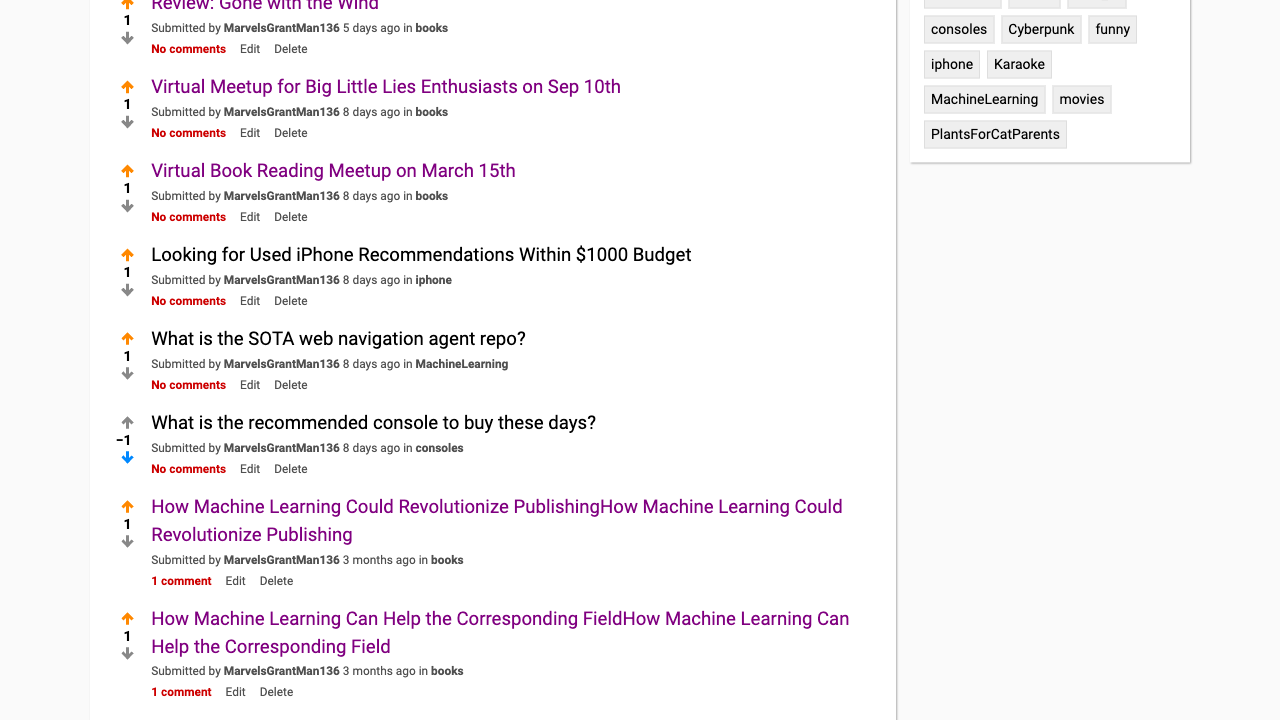 Review: Gone with the Wind
1
Submitted by MarvelsGrantMan136 5 days ago in books
No comments Edit Delete
Virtual Meetup for Big Little Lies Enthusiasts on Sep 10th
1
Submitted by MarvelsGrantMan136 8 days ago in books
No comments Edit Delete
Virtual Book Reading Meetup on March 15th
1
Submitted by MarvelsGrantMan136 8 days ago in books
No comments Edit Delete
Looking for Used iPhone Recommendations Within $1000 Budget
1
Submitted by MarvelsGrantMan136 8 days ago in iphone
No comments Edit Delete
What is the SOTA web navigation agent repo?
1
Submitted by MarvelsGrantMan136 8 days ago in MachineLearning
No comments Edit Delete
What is the recommended console to buy these days?
−1
Submitted by MarvelsGrantMan136 8 days ago in consoles
No comments Edit Delete
How Machine Learning Could Revolutionize PublishingHow Machine Learning Could
Revolutionize Publishing
1
Submitted by MarvelsGrantMan136 3 months ago in books
1 comment Edit Delete
How Machine Learning Can Help the Corresponding FieldHow Machine Learning Can
Help the Corresponding Field
1
Submitted by MarvelsGrantMan136 3 months ago in books
1 comment Edit Delete
consoles Cyberpunk funny
iphone Karaoke
MachineLearning movies
PlantsForCatParents